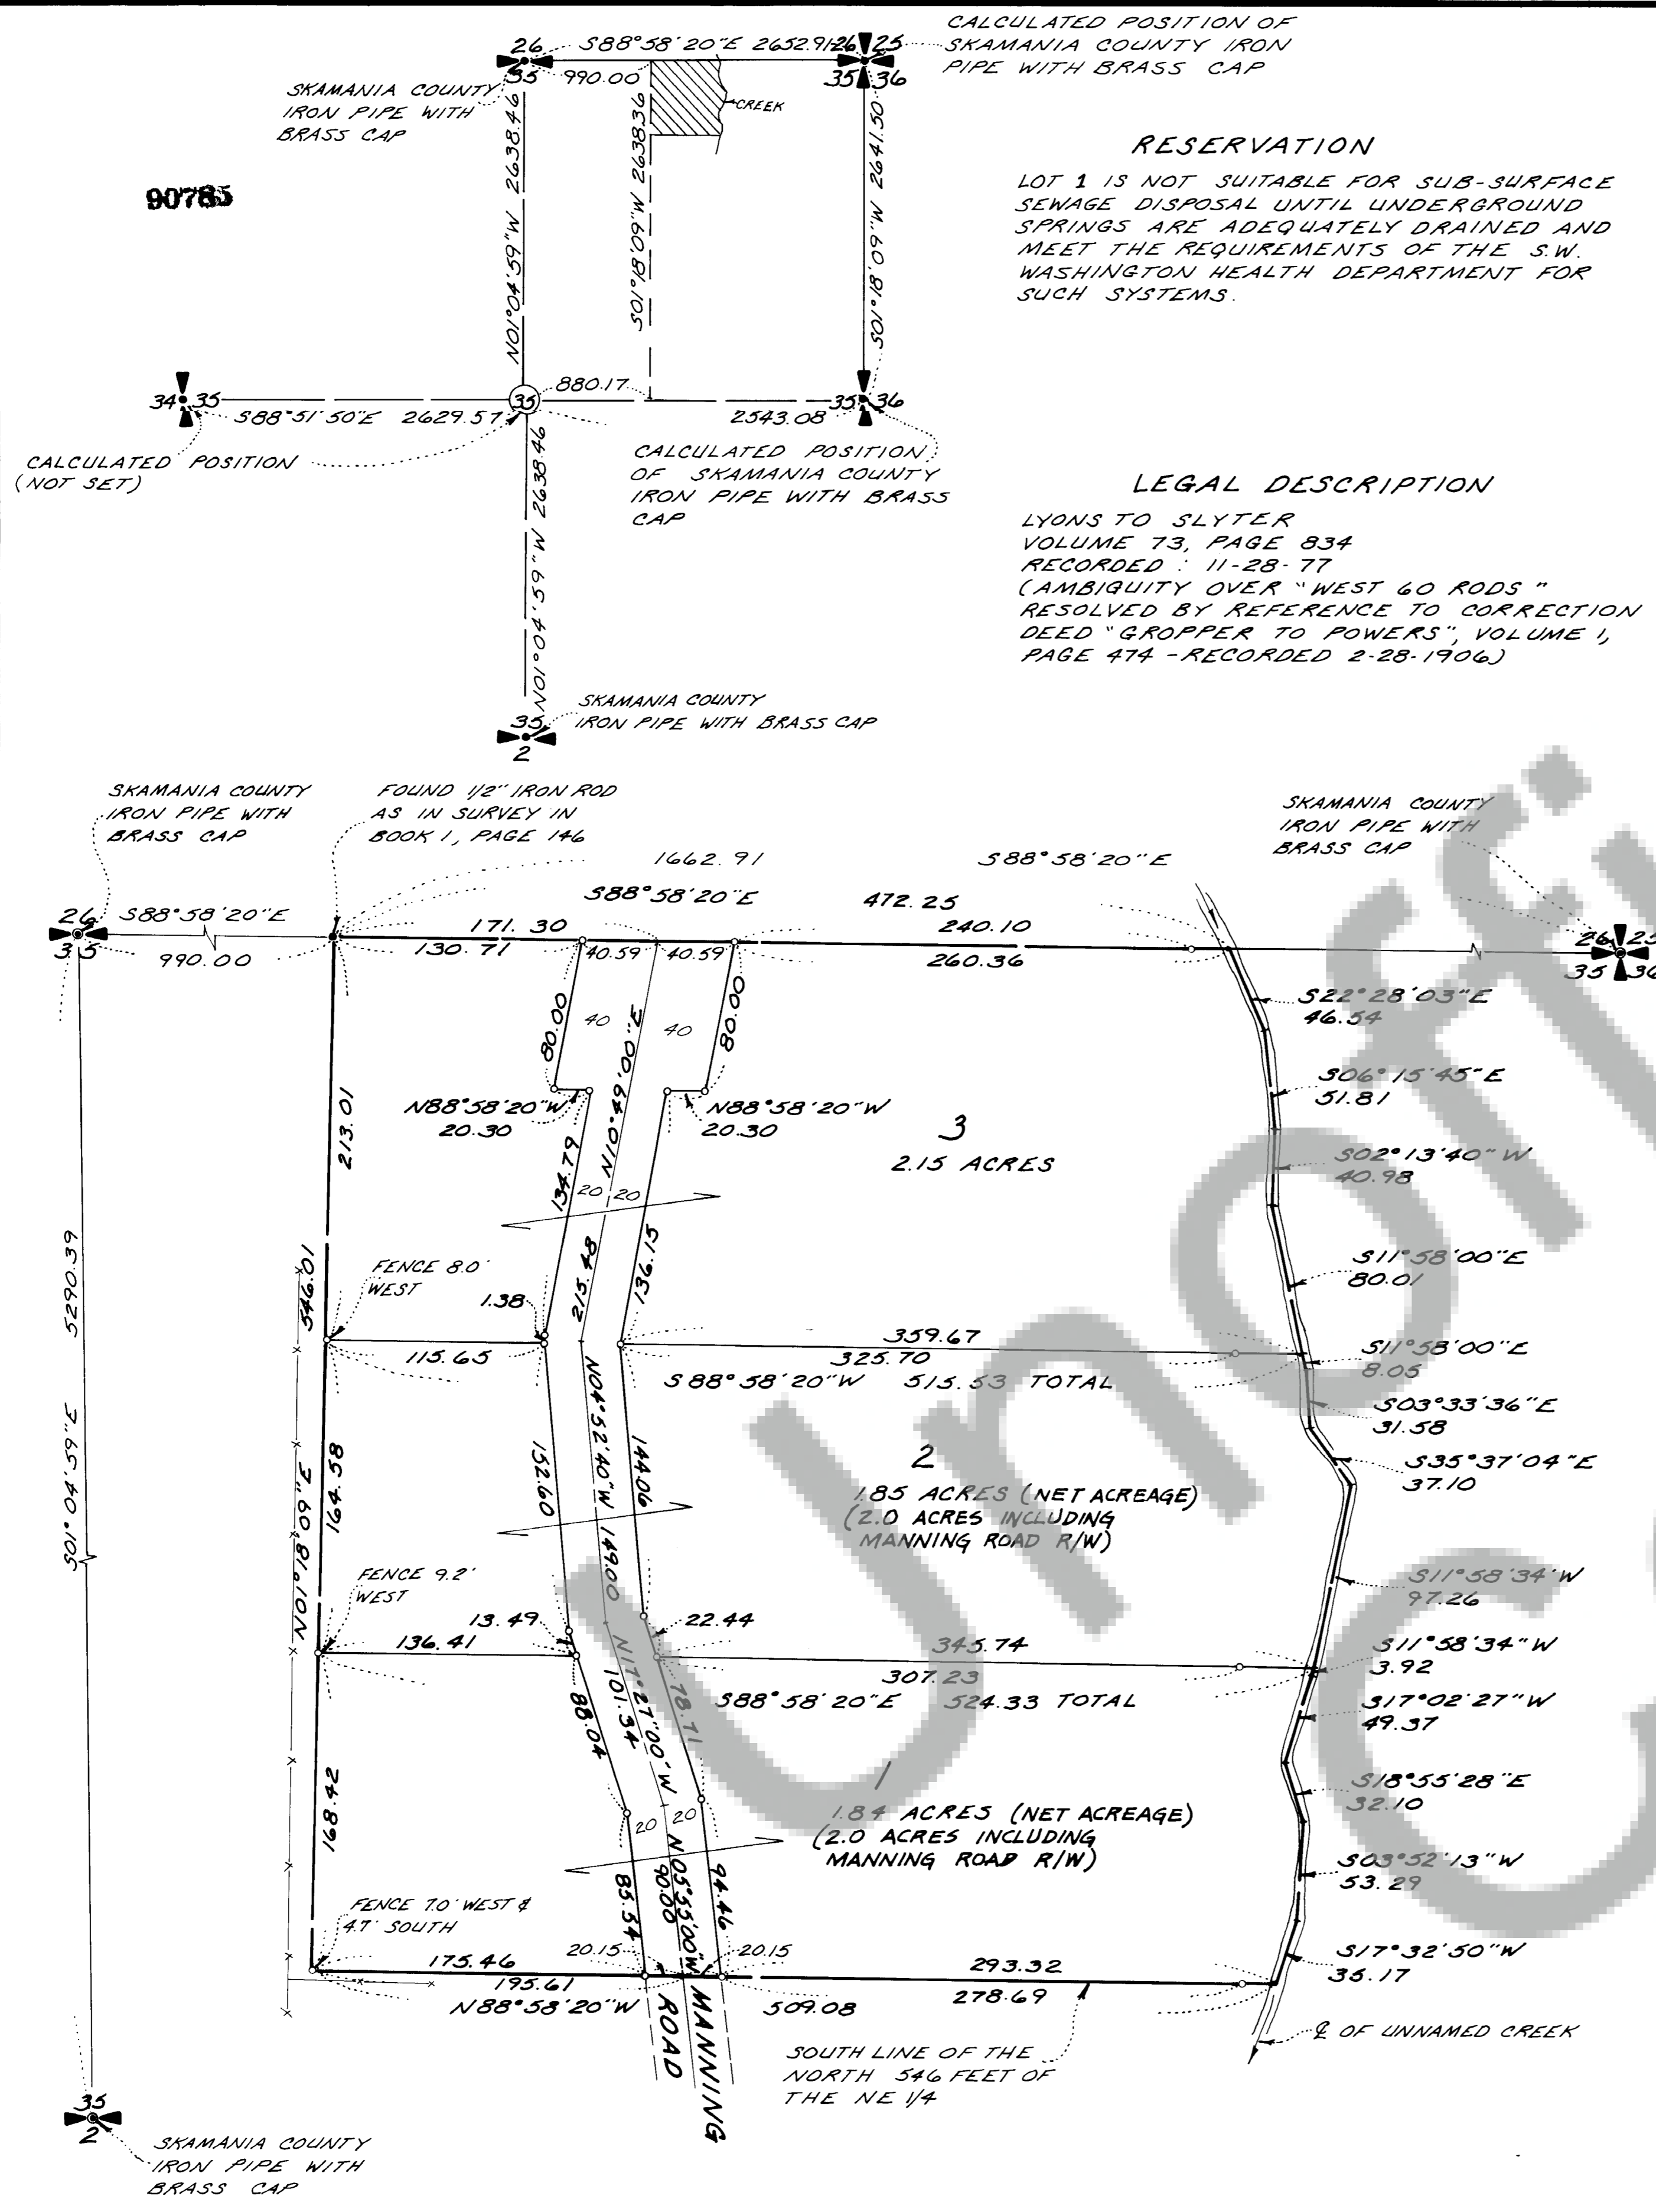 26
S88°58'20"E 2652.91
26 25
35
990.00
35 36
CALCULATED POSITION OF
SKAMANIA COUNTY IRON
PIPE WITH BRASS CAP
SKAMANIA COUNTY
IRON PIPE WITH
BRASS CAP
CREEK
N01°04'59"W 2638.46
S01°18'09"W 2638.36
S01°18'09"W 2641.50
90785
RESERVATION
LOT 1 IS NOT SUITABLE FOR SUB-SURFACE
SEWAGE DISPOSAL UNTIL UNDERGROUND
SPRINGS ARE ADEQUATELY DRAINED AND
MEET THE REQUIREMENTS OF THE S.W.
WASHINGTON HEALTH DEPARTMENT FOR
SUCH SYSTEMS.
34 35
S88°51'50"E 2629.57
35
880.17
2543.08
35 36
CALCULATED POSITION
(NOT SET)
CALCULATED POSITION
OF SKAMANIA COUNTY
IRON PIPE WITH BRASS
CAP
N01°04'59"W 2638.46
LEGAL DESCRIPTION
LYONS TO SLYTER
VOLUME 73, PAGE 834
RECORDED : 11-28-77
(AMBIGUITY OVER "WEST 60 RODS"
RESOLVED BY REFERENCE TO CORRECTION
DEED "GROPPER TO POWERS", VOLUME 1,
PAGE 474 - RECORDED 2-28-1906)
35
2
SKAMANIA COUNTY
IRON PIPE WITH BRASS CAP
SKAMANIA COUNTY
IRON PIPE WITH
BRASS CAP
FOUND 1/2" IRON ROD
AS IN SURVEY IN
BOOK 1, PAGE 146
SKAMANIA COUNTY
IRON PIPE WITH
BRASS CAP
1662.91
S88°58'20"E
S88°58'20"E
472.25
26
35
S88°58'20"E
990.00
171.30
130.71
40.59
40.59
240.10
260.36
26 25
35 36
80.00
40
40
80.00
N10°49'00"E
N88°58'20"W
20.30
N88°58'20"W
20.30
213.01
134.79
20 20
215.48
136.15
3
2.15 ACRES
S22°28'03"E
46.54
S06°15'45"E
51.81
S02°13'40"W
40.98
S11°58'00"E
80.01
5290.39
S01°04'59"E
546.01
N01°18'09"E
FENCE 8.0'
WEST
1.38
115.65
359.67
325.70
S88°58'20"W 515.53 TOTAL
S11°58'00"E
8.05
S03°33'36"E
31.58
S35°37'04"E
37.10
164.58
152.60
N04°52'40"W 149.00
144.06
2
1.85 ACRES (NET ACREAGE)
(2.0 ACRES INCLUDING
MANNING ROAD R/W)
S11°58'34"W
97.26
FENCE 9.2'
WEST
13.49
136.41
22.44
345.74
307.23
S88°58'20"E 524.33 TOTAL
S11°58'34"W
3.92
S17°02'27"W
49.37
168.42
88.04
N17°27'00"W
101.34
78.71
1
1.84 ACRES (NET ACREAGE)
(2.0 ACRES INCLUDING
MANNING ROAD R/W)
S18°55'28"E
32.10
S03°52'13"W
53.29
20
20
85.54
N05°55'00"W
90.00
94.46
FENCE 7.0' WEST &
4.7' SOUTH
175.46
195.61
N88°58'20"W
20.15
20.15
509.08
293.32
278.69
S17°32'50"W
35.17
MANNING
ROAD
SOUTH LINE OF THE
NORTH 546 FEET OF
THE NE 1/4
℄ OF UNNAMED CREEK
35
2
SKAMANIA COUNTY
IRON PIPE WITH
BRASS CAP